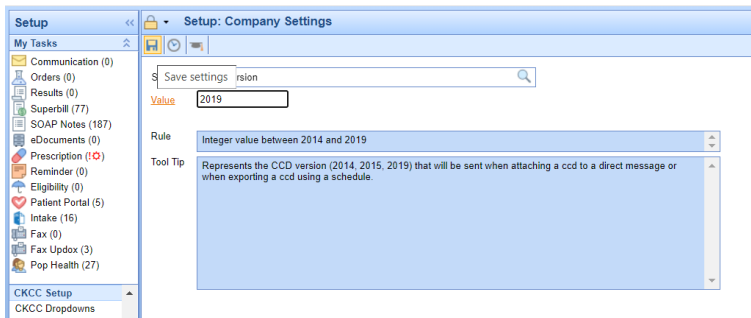 Setup
Setup: Company Settings
My Tasks
Communication (0)
Orders (0)
Results (0)
Superbill (77)
SOAP Notes (187)
eDocuments (0)
Prescription (!⚙)
Reminder (0)
Eligibility (0)
Patient Portal (5)
Intake (16)
Fax (0)
Fax Updox (3)
Pop Health (27)
CKCC Setup
CKCC Dropdowns
S
Save settings
rsion
Value
2019
Rule
Integer value between 2014 and 2019
Tool Tip
Represents the CCD version (2014, 2015, 2019) that will be sent when attaching a ccd to a direct message or
when exporting a ccd using a schedule.